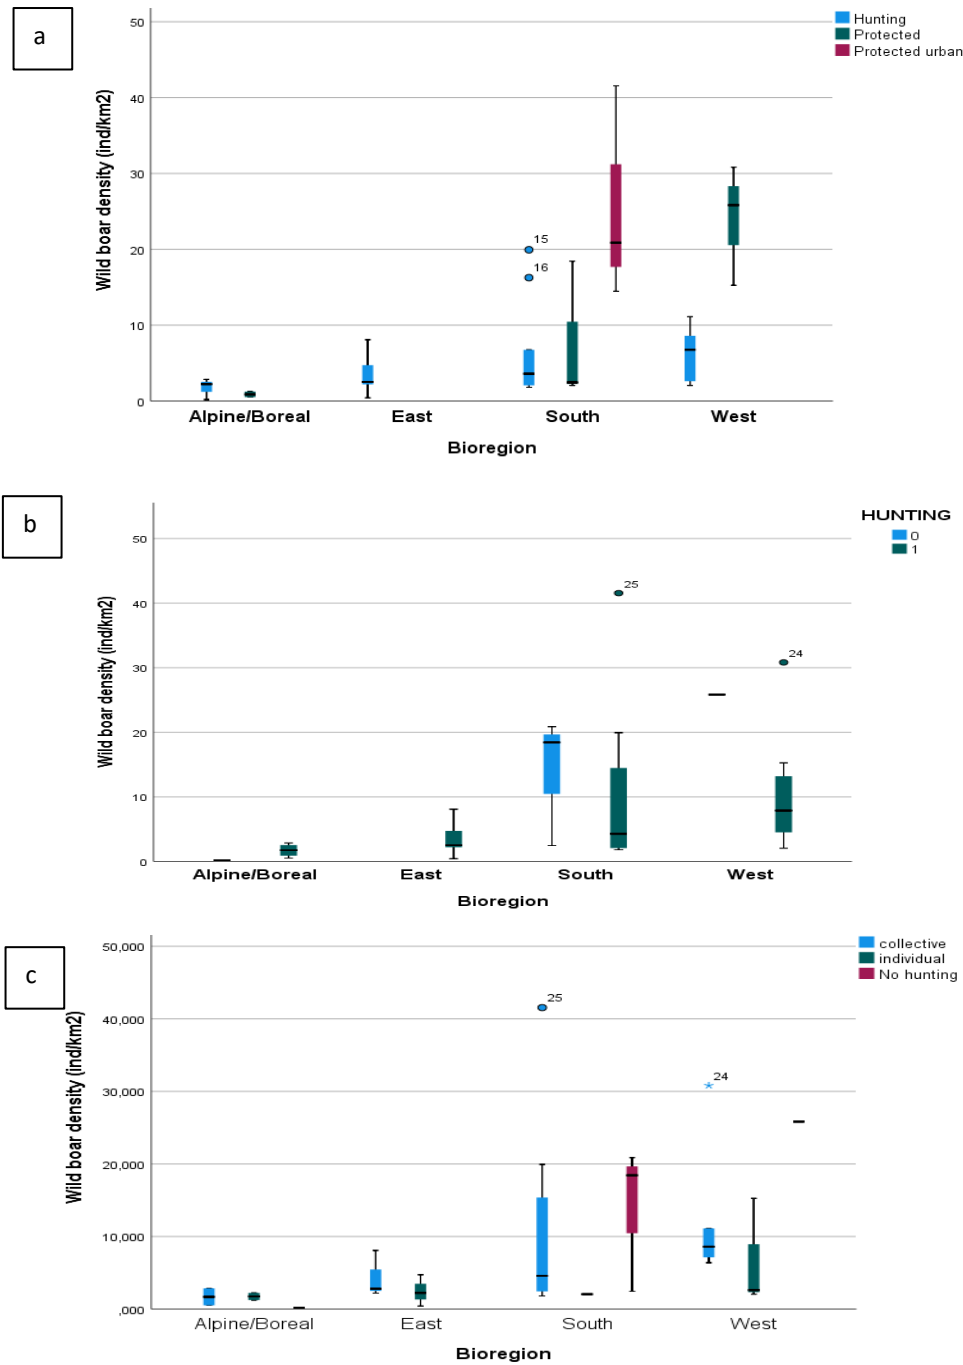 a
Hunting
Protected
Protected urban
Wild boar density (ind/km2)
50
40
30
20
10
0
15
16
Alpine/Boreal East South West
Bioregion
b
HUNTING
0
1
Wild boar density (ind/km2)
50
40
30
20
10
0
25
24
Alpine/Boreal East South West
Bioregion
c
collective
individual
No hunting
Wild boar density (ind/km2)
50,000
40,000
30,000
20,000
10,000
,000
25
24
Alpine/Boreal East South West
Bioregion